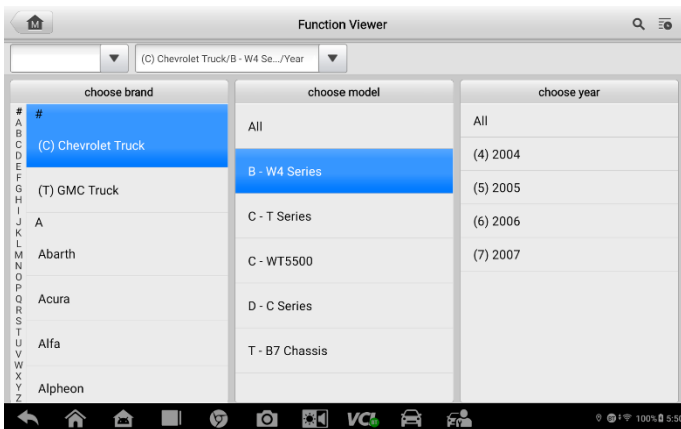 M
Function Viewer
(C) Chevrolet Truck/B - W4 Se.../Year
choose brand
choose model
choose year
#
A
B
C
D
E
F
G
H
I
J
K
L
M
N
O
P
Q
R
S
T
U
V
W
X
Y
Z
#
(C) Chevrolet Truck
(T) GMC Truck
A
Abarth
Acura
Alfa
Alpheon
All
B - W4 Series
C - T Series
C - WT5500
D - C Series
T - B7 Chassis
All
(4) 2004
(5) 2005
(6) 2006
(7) 2007
VCI
100%
5:50